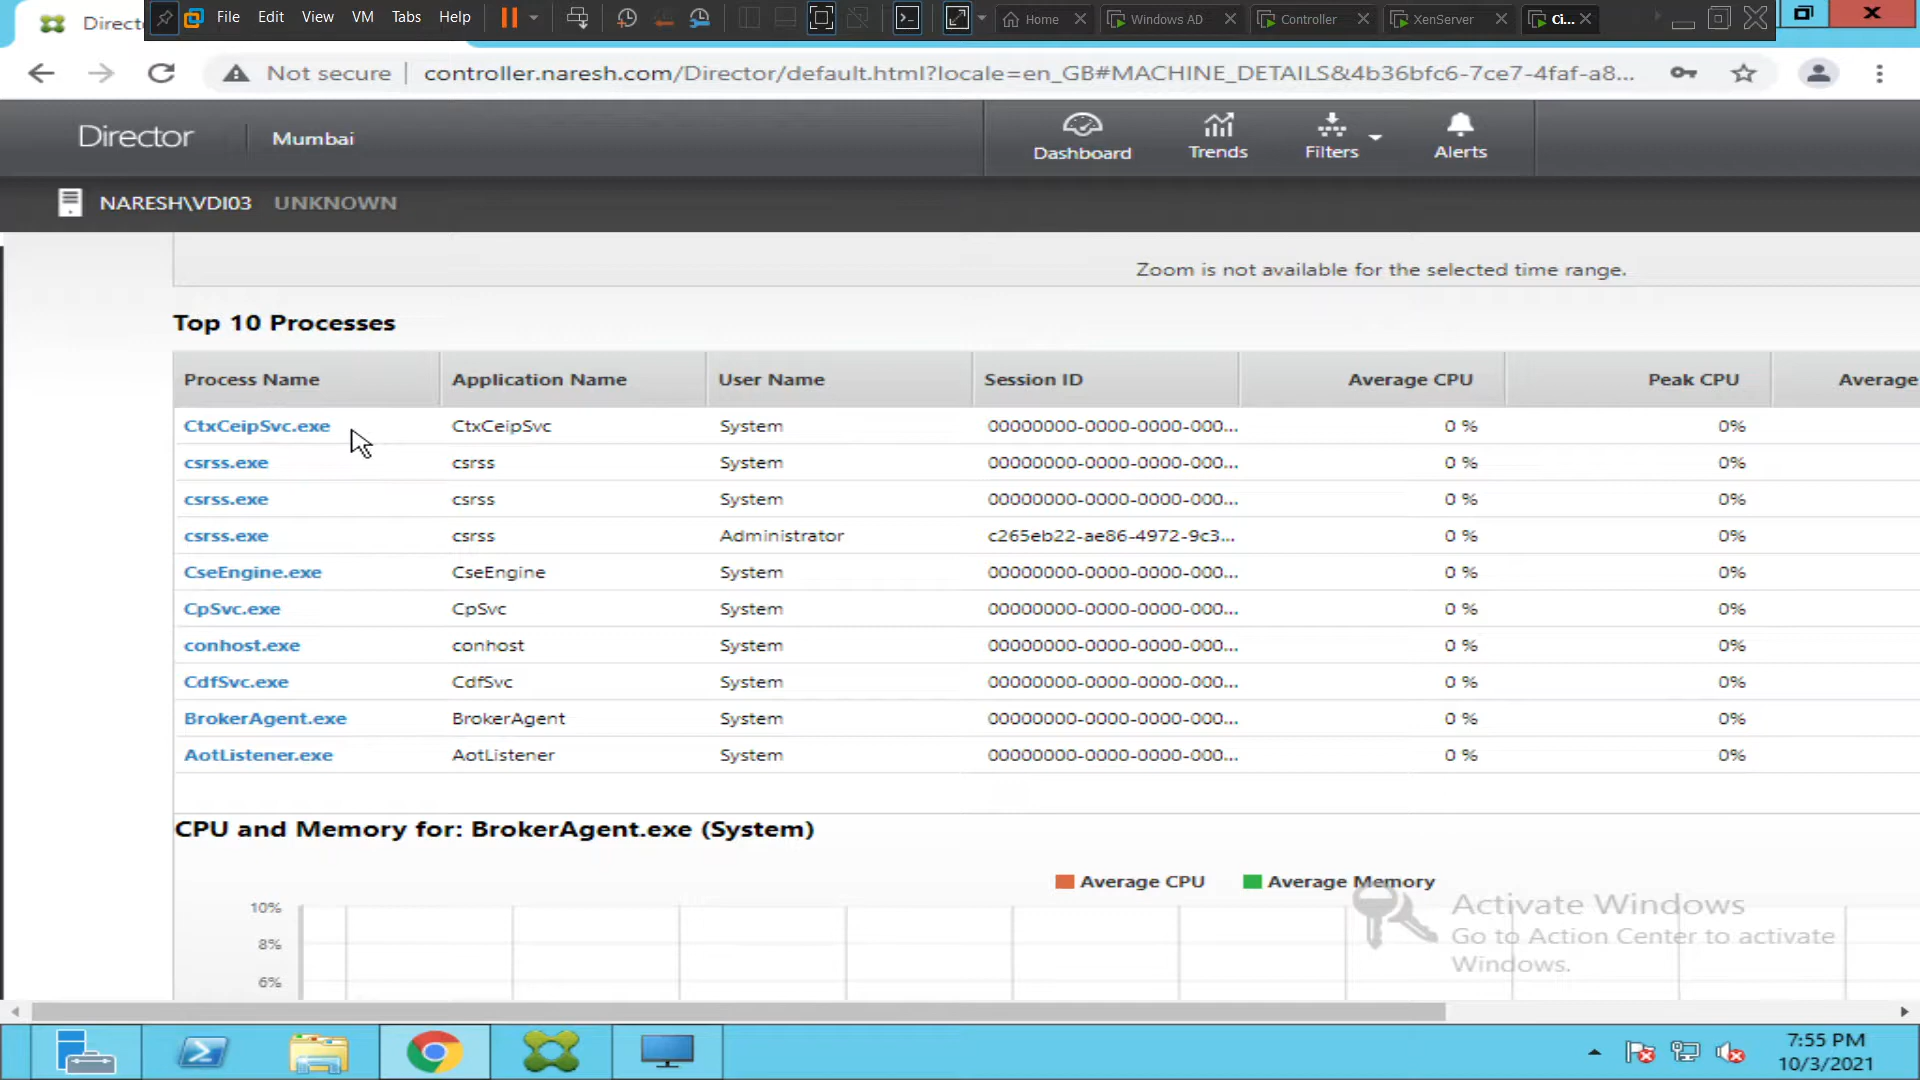 Direct
File Edit View VM Tabs Help
Home
Windows AD
Controller
XenServer
Ci...
Not secure
controller.naresh.com/Director/default.html?locale=en_GB#MACHINE_DETAILS&4b36bfc6-7ce7-4faf-a8...
Director
Mumbai
Dashboard
Trends
Filters
Alerts
NARESH\VDI03 UNKNOWN
Zoom is not available for the selected time range.
Top 10 Processes
Process Name Application Name User Name Session ID Average CPU Peak CPU Average
CtxCeipSvc.exe CtxCeipSvc System 00000000-0000-0000-000... 0 % 0%
csrss.exe csrss System 00000000-0000-0000-000... 0 % 0%
csrss.exe csrss System 00000000-0000-0000-000... 0 % 0%
csrss.exe csrss Administrator c265eb22-ae86-4972-9c3... 0 % 0%
CseEngine.exe CseEngine System 00000000-0000-0000-000... 0 % 0%
CpSvc.exe CpSvc System 00000000-0000-0000-000... 0 % 0%
conhost.exe conhost System 00000000-0000-0000-000... 0 % 0%
CdfSvc.exe CdfSvc System 00000000-0000-0000-000... 0 % 0%
BrokerAgent.exe BrokerAgent System 00000000-0000-0000-000... 0 % 0%
AotListener.exe AotListener System 00000000-0000-0000-000... 0 % 0%
CPU and Memory for: BrokerAgent.exe (System)
Average CPU Average Memory
10%
8%
6%
Activate Windows
Go to Action Center to activate
Windows.
7:55 PM
10/3/2021